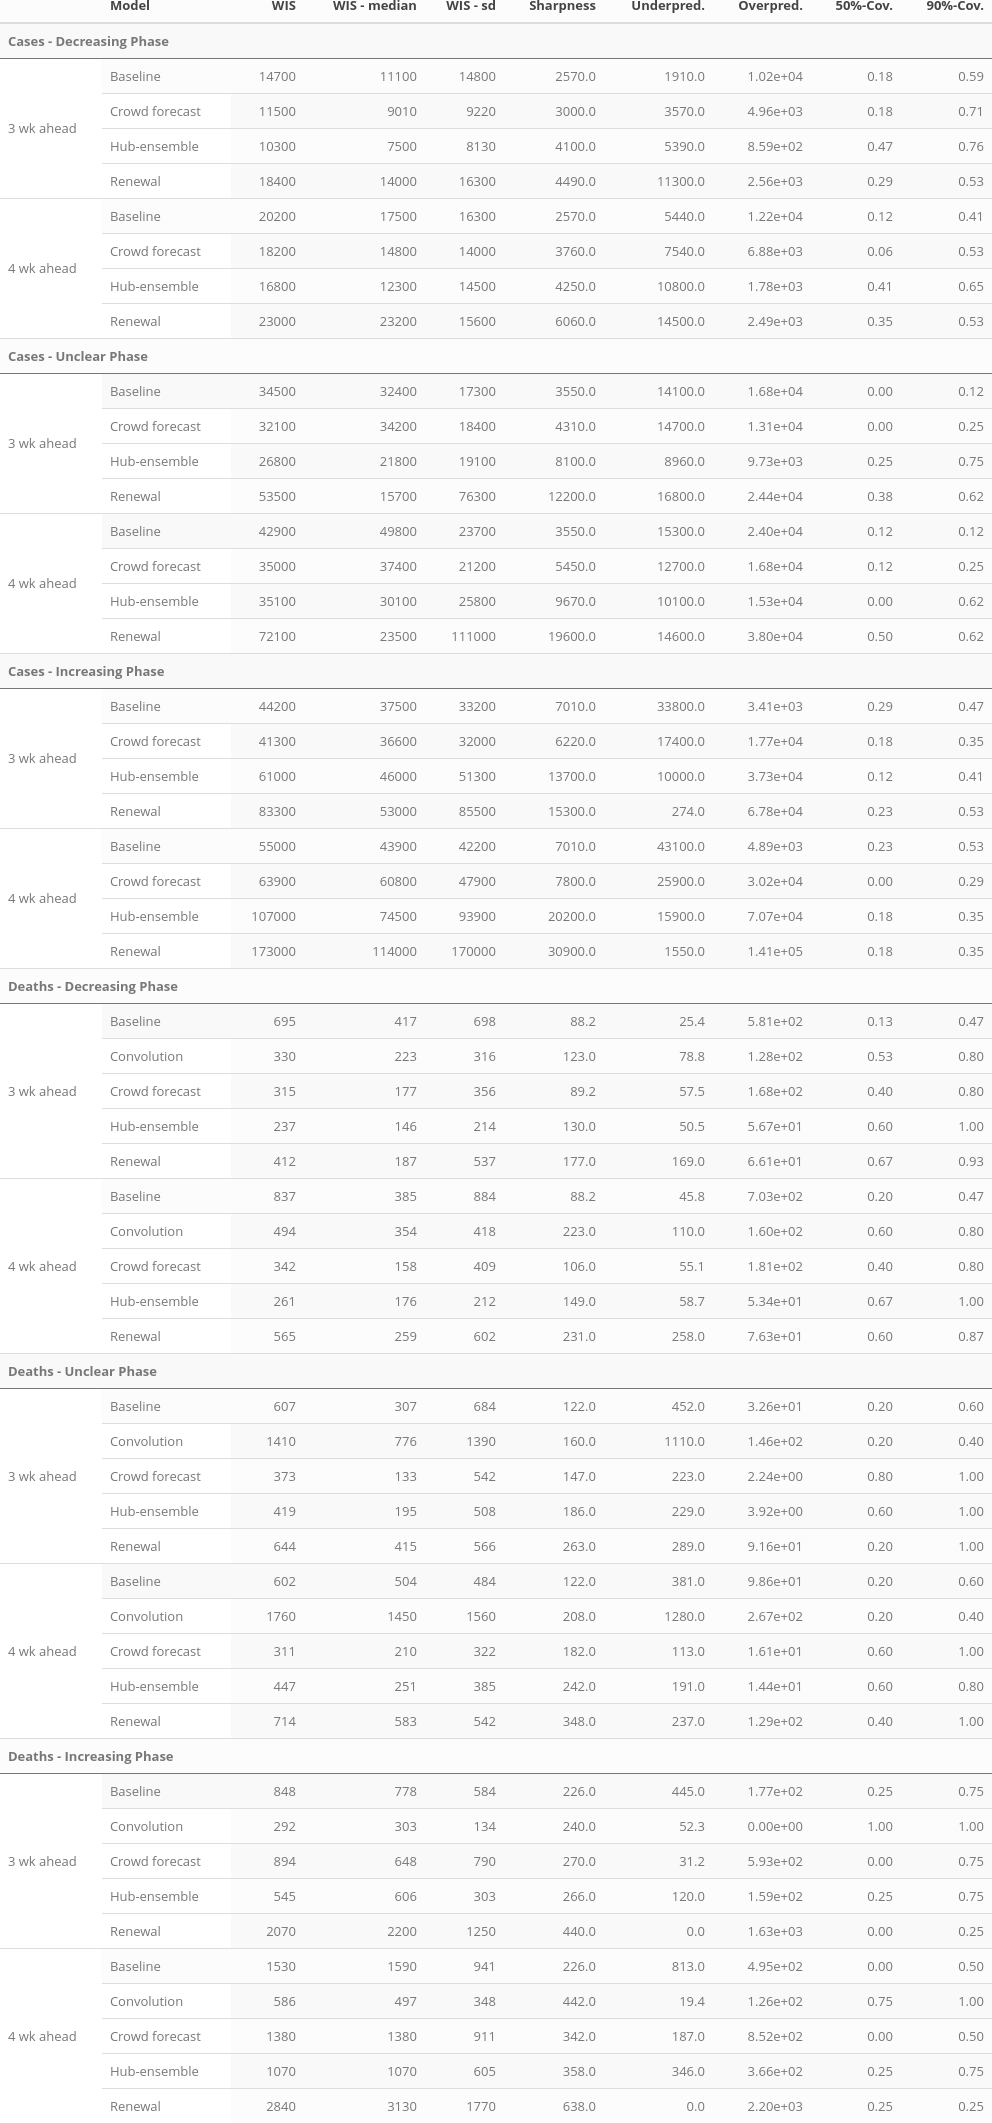 Model WIS WIS - median WIS - sd Sharpness Underpred. Overpred. 50%-Cov. 90%-Cov.
Cases - Decreasing Phase
3 wk ahead
Baseline 14700 11100 14800 2570.0 1910.0 1.02e+04 0.18 0.59
Crowd forecast 11500 9010 9220 3000.0 3570.0 4.96e+03 0.18 0.71
Hub-ensemble 10300 7500 8130 4100.0 5390.0 8.59e+02 0.47 0.76
Renewal 18400 14000 16300 4490.0 11300.0 2.56e+03 0.29 0.53
4 wk ahead
Baseline 20200 17500 16300 2570.0 5440.0 1.22e+04 0.12 0.41
Crowd forecast 18200 14800 14000 3760.0 7540.0 6.88e+03 0.06 0.53
Hub-ensemble 16800 12300 14500 4250.0 10800.0 1.78e+03 0.41 0.65
Renewal 23000 23200 15600 6060.0 14500.0 2.49e+03 0.35 0.53
Cases - Unclear Phase
3 wk ahead
Baseline 34500 32400 17300 3550.0 14100.0 1.68e+04 0.00 0.12
Crowd forecast 32100 34200 18400 4310.0 14700.0 1.31e+04 0.00 0.25
Hub-ensemble 26800 21800 19100 8100.0 8960.0 9.73e+03 0.25 0.75
Renewal 53500 15700 76300 12200.0 16800.0 2.44e+04 0.38 0.62
4 wk ahead
Baseline 42900 49800 23700 3550.0 15300.0 2.40e+04 0.12 0.12
Crowd forecast 35000 37400 21200 5450.0 12700.0 1.68e+04 0.12 0.25
Hub-ensemble 35100 30100 25800 9670.0 10100.0 1.53e+04 0.00 0.62
Renewal 72100 23500 111000 19600.0 14600.0 3.80e+04 0.50 0.62
Cases - Increasing Phase
3 wk ahead
Baseline 44200 37500 33200 7010.0 33800.0 3.41e+03 0.29 0.47
Crowd forecast 41300 36600 32000 6220.0 17400.0 1.77e+04 0.18 0.35
Hub-ensemble 61000 46000 51300 13700.0 10000.0 3.73e+04 0.12 0.41
Renewal 83300 53000 85500 15300.0 274.0 6.78e+04 0.23 0.53
4 wk ahead
Baseline 55000 43900 42200 7010.0 43100.0 4.89e+03 0.23 0.53
Crowd forecast 63900 60800 47900 7800.0 25900.0 3.02e+04 0.00 0.29
Hub-ensemble 107000 74500 93900 20200.0 15900.0 7.07e+04 0.18 0.35
Renewal 173000 114000 170000 30900.0 1550.0 1.41e+05 0.18 0.35
Deaths - Decreasing Phase
3 wk ahead
Baseline 695 417 698 88.2 25.4 5.81e+02 0.13 0.47
Convolution 330 223 316 123.0 78.8 1.28e+02 0.53 0.80
Crowd forecast 315 177 356 89.2 57.5 1.68e+02 0.40 0.80
Hub-ensemble 237 146 214 130.0 50.5 5.67e+01 0.60 1.00
Renewal 412 187 537 177.0 169.0 6.61e+01 0.67 0.93
4 wk ahead
Baseline 837 385 884 88.2 45.8 7.03e+02 0.20 0.47
Convolution 494 354 418 223.0 110.0 1.60e+02 0.60 0.80
Crowd forecast 342 158 409 106.0 55.1 1.81e+02 0.40 0.80
Hub-ensemble 261 176 212 149.0 58.7 5.34e+01 0.67 1.00
Renewal 565 259 602 231.0 258.0 7.63e+01 0.60 0.87
Deaths - Unclear Phase
3 wk ahead
Baseline 607 307 684 122.0 452.0 3.26e+01 0.20 0.60
Convolution 1410 776 1390 160.0 1110.0 1.46e+02 0.20 0.40
Crowd forecast 373 133 542 147.0 223.0 2.24e+00 0.80 1.00
Hub-ensemble 419 195 508 186.0 229.0 3.92e+00 0.60 1.00
Renewal 644 415 566 263.0 289.0 9.16e+01 0.20 1.00
4 wk ahead
Baseline 602 504 484 122.0 381.0 9.86e+01 0.20 0.60
Convolution 1760 1450 1560 208.0 1280.0 2.67e+02 0.20 0.40
Crowd forecast 311 210 322 182.0 113.0 1.61e+01 0.60 1.00
Hub-ensemble 447 251 385 242.0 191.0 1.44e+01 0.60 0.80
Renewal 714 583 542 348.0 237.0 1.29e+02 0.40 1.00
Deaths - Increasing Phase
3 wk ahead
Baseline 848 778 584 226.0 445.0 1.77e+02 0.25 0.75
Convolution 292 303 134 240.0 52.3 0.00e+00 1.00 1.00
Crowd forecast 894 648 790 270.0 31.2 5.93e+02 0.00 0.75
Hub-ensemble 545 606 303 266.0 120.0 1.59e+02 0.25 0.75
Renewal 2070 2200 1250 440.0 0.0 1.63e+03 0.00 0.25
4 wk ahead
Baseline 1530 1590 941 226.0 813.0 4.95e+02 0.00 0.50
Convolution 586 497 348 442.0 19.4 1.26e+02 0.75 1.00
Crowd forecast 1380 1380 911 342.0 187.0 8.52e+02 0.00 0.50
Hub-ensemble 1070 1070 605 358.0 346.0 3.66e+02 0.25 0.75
Renewal 2840 3130 1770 638.0 0.0 2.20e+03 0.25 0.25